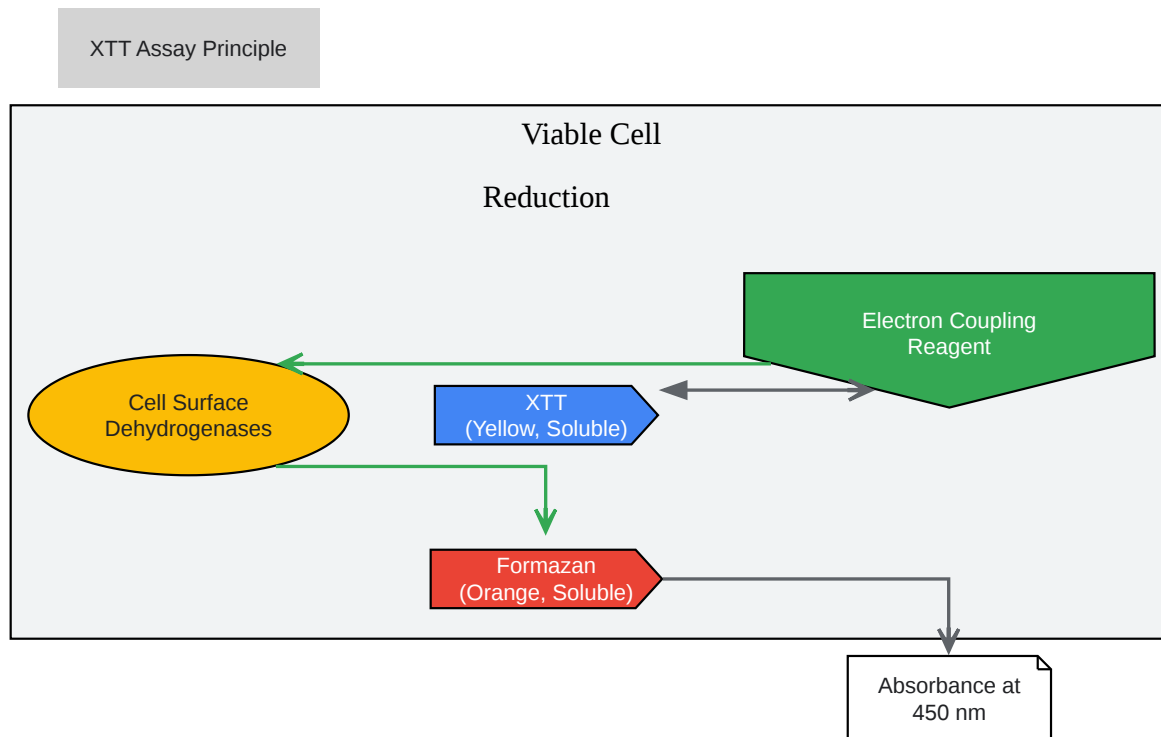 XTT Assay Principle
Viable Cell
Reduction
Electron Coupling
Reagent
Cell Surface
Dehydrogenases
XTT
(Yellow, Soluble)
Formazan
(Orange, Soluble)
Absorbance at
450 nm